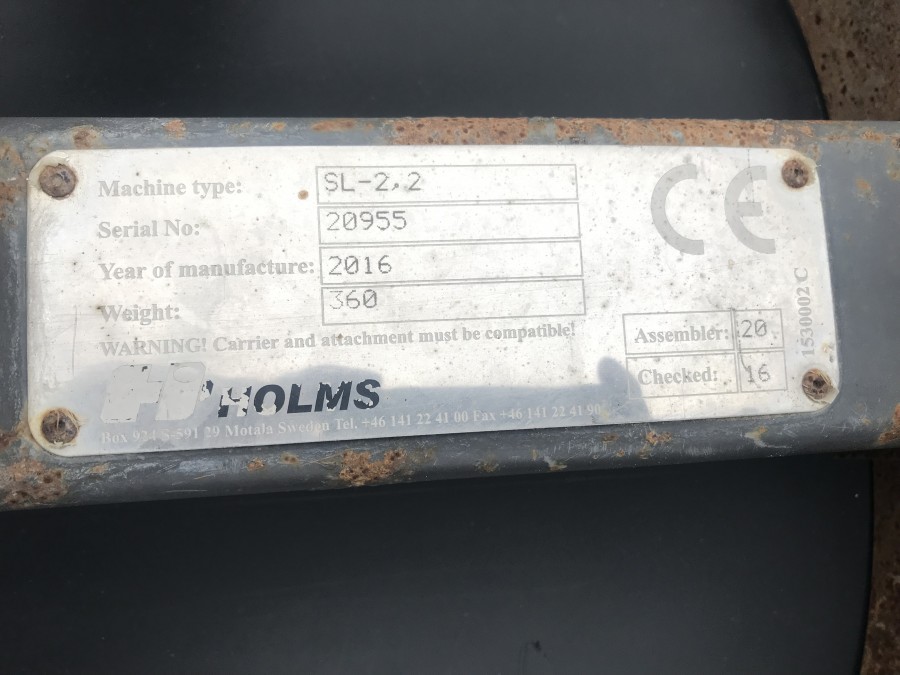 Machine type: SL-2,2
Serial No: 20955
Year of manufacture: 2016
Weight: 360
WARNING! Carrier and attachment must be compatible!
CE
Assembler: 20
Checked: 16
1530002 C
HOLMS
Box 924 S-591 29 Motala Sweden Tel. +46 141 22 41 00 Fax +46 141 22 41 90